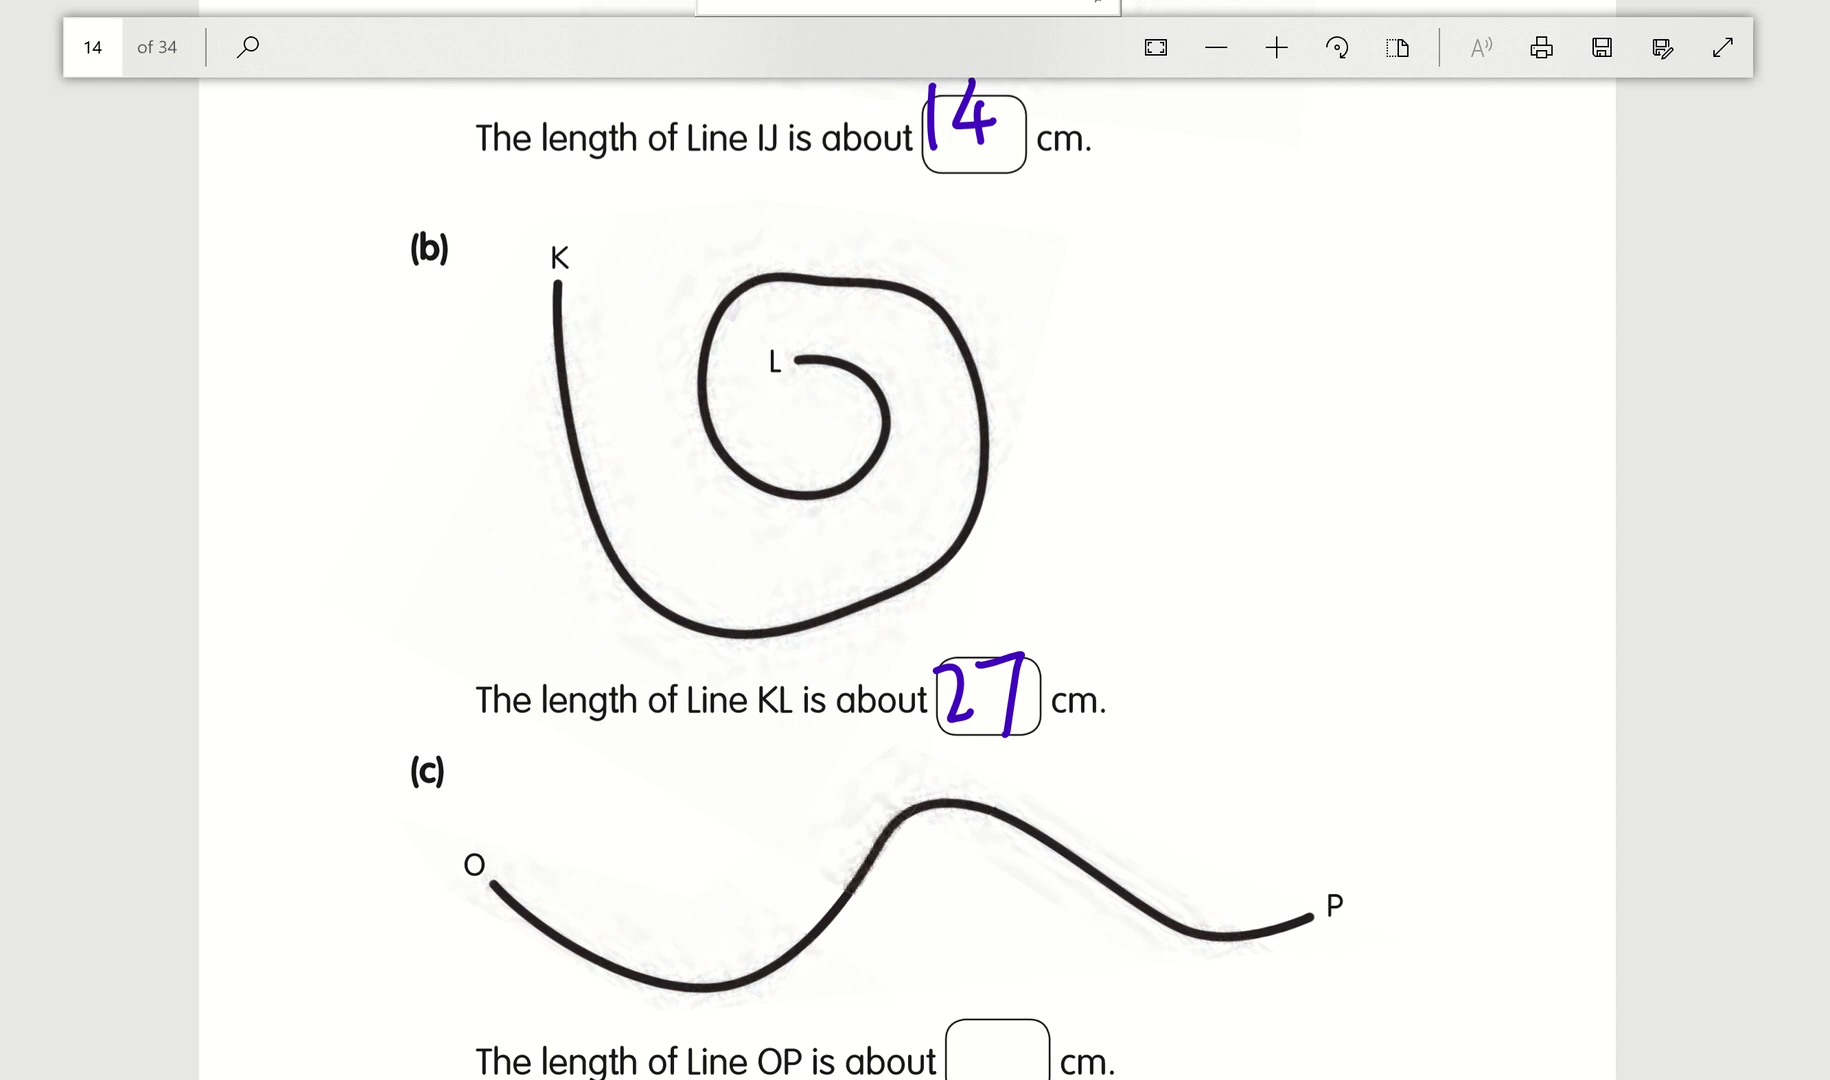 14 of 34
The length of Line IJ is about 14 cm.
(b)
K
L
The length of Line KL is about 27 cm.
(c)
O
P
The length of Line OP is about cm.